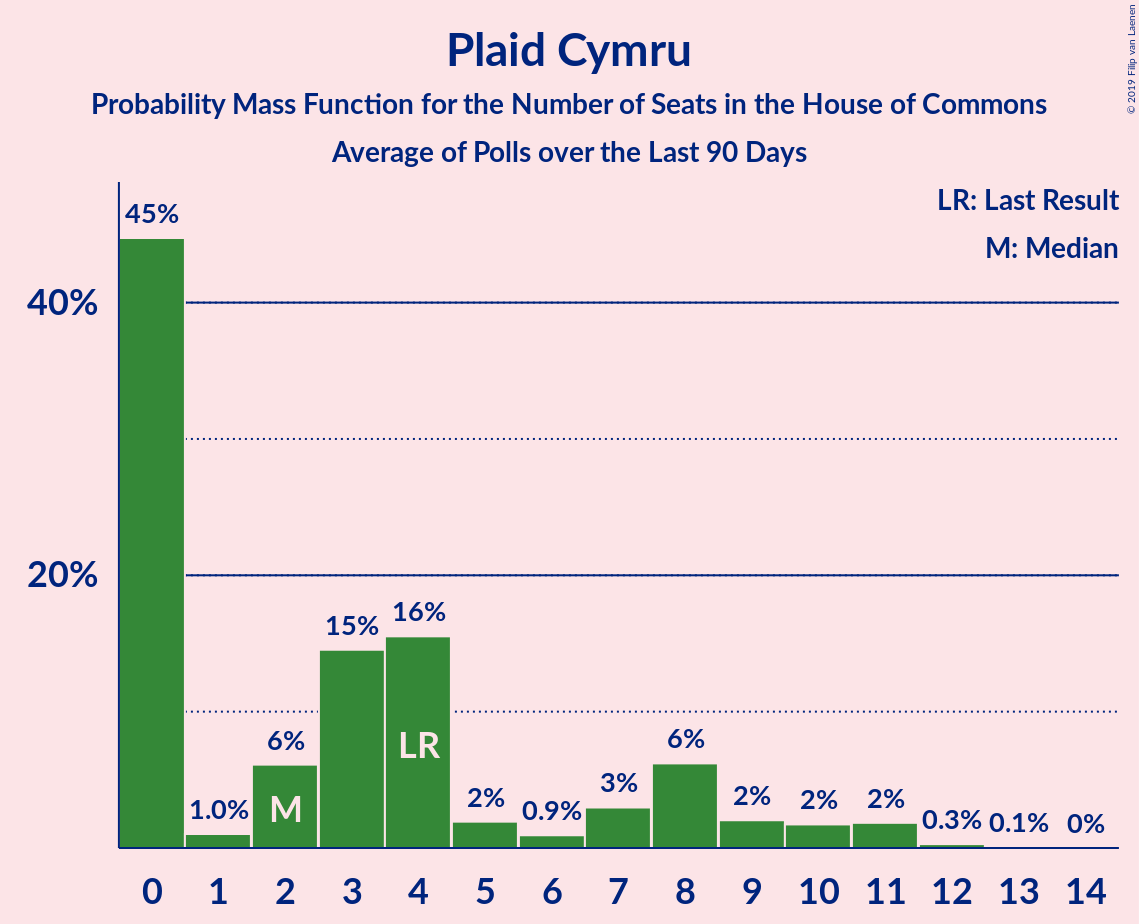 Plaid Cymru
Probability Mass Function for the Number of Seats in the House of Commons
Average of Polls over the Last 90 Days
© 2019 Filip van Laenen
LR: Last Result
M: Median
45%
40%
20%
1.0%
6%
M
15%
16%
LR
2%
0.9%
3%
6%
2%
2%
2%
0.3%
0.1%
0%
0 1 2 3 4 5 6 7 8 9 10 11 12 13 14